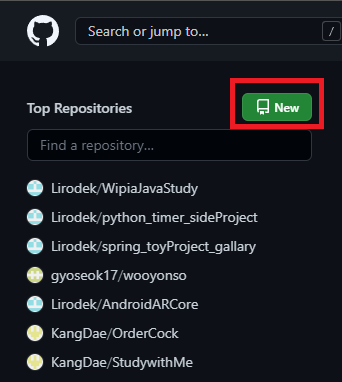 Search or jump to...
/
Top Repositories
New
Find a repository...
Lirodek/WipiaJavaStudy
Lirodek/python_timer_sideProject
Lirodek/spring_toyProject_gallary
gyoseok17/wooyonso
Lirodek/AndroidARCore
KangDae/OrderCock
KangDae/StudywithMe